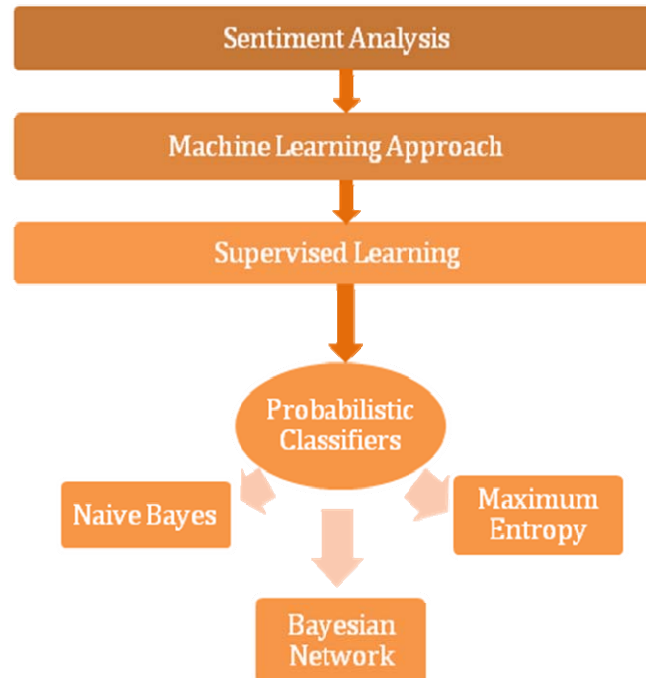 Sentiment Analysis
Machine Learning Approach
Supervised Learning
Probabilistic
Classifiers
Naive Bayes
Maximum
Entropy
Bayesian
Network